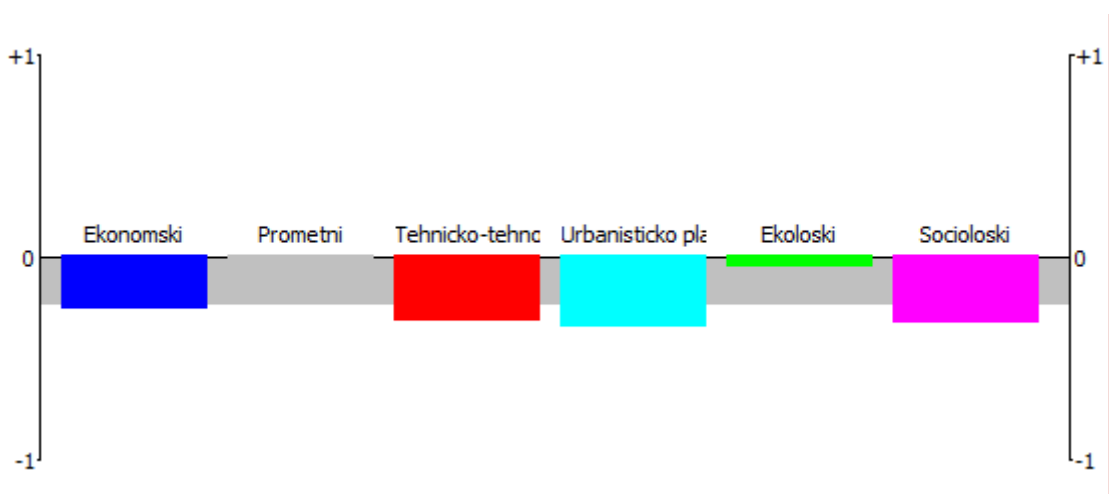 +1 +1
Ekonomski Prometni Tehnicko-tehno Urbanisticko pla Ekoloski Socioloski
0 0
-1 -1